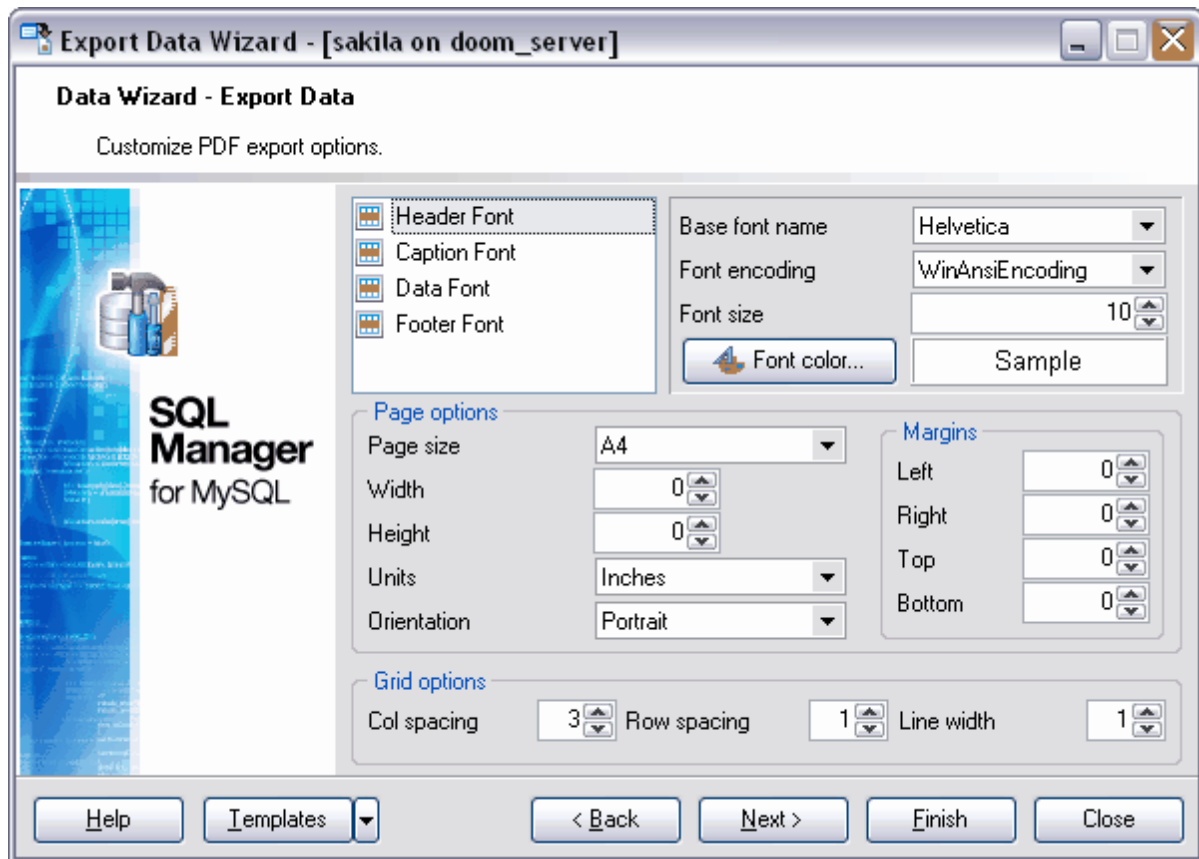 Export Data Wizard - [sakila on doom_server]
Data Wizard - Export Data
Customize PDF export options.
SQL
Manager
for MySQL
Header Font
Caption Font
Data Font
Footer Font
Base font name
Helvetica
Font encoding
WinAnsiEncoding
Font size
10
Font color...
Sample
Page options
Page size
A4
Width
0
Height
0
Units
Inches
Orientation
Portrait
Margins
Left
0
Right
0
Top
0
Bottom
0
Grid options
Col spacing
3
Row spacing
1
Line width
1
Help
Templates
< Back
Next >
Finish
Close